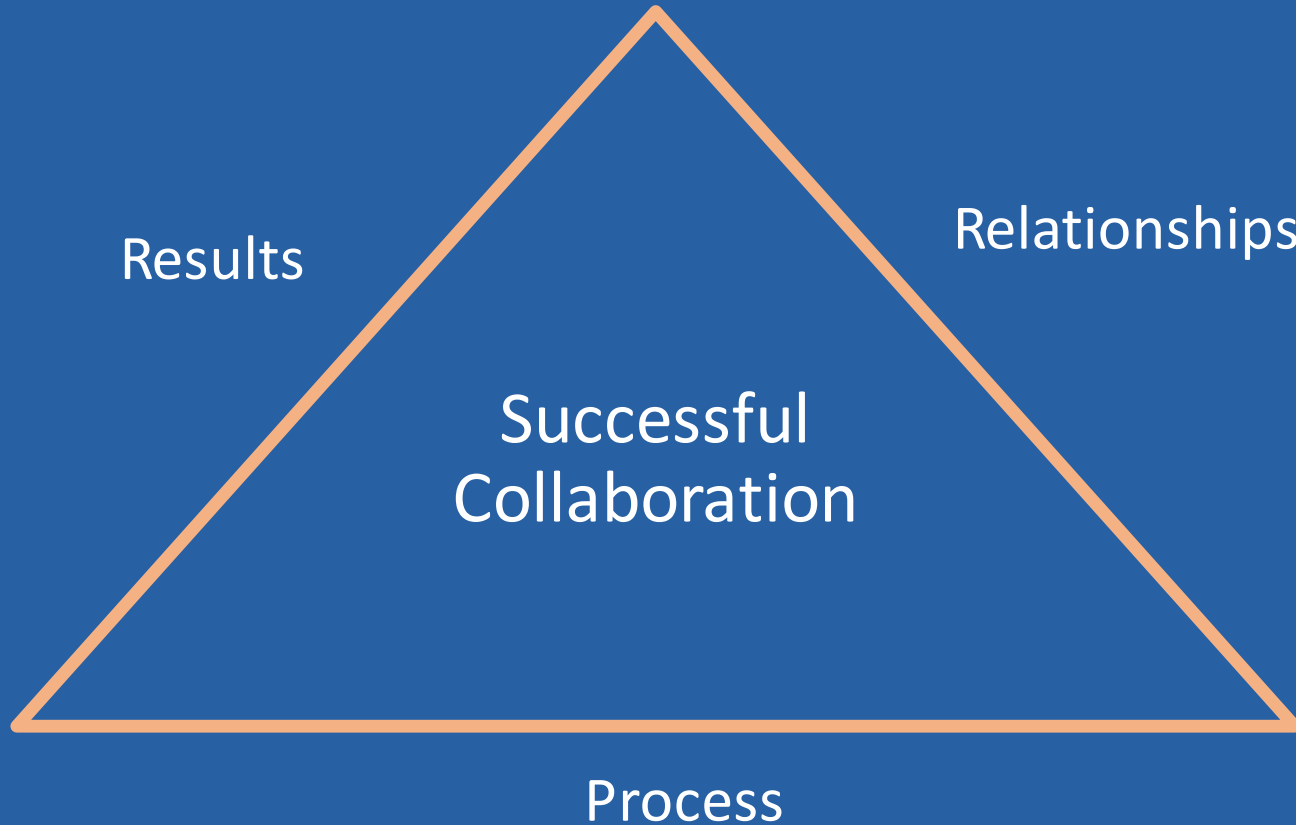 Relationships
Results
Successful
Collaboration
Process